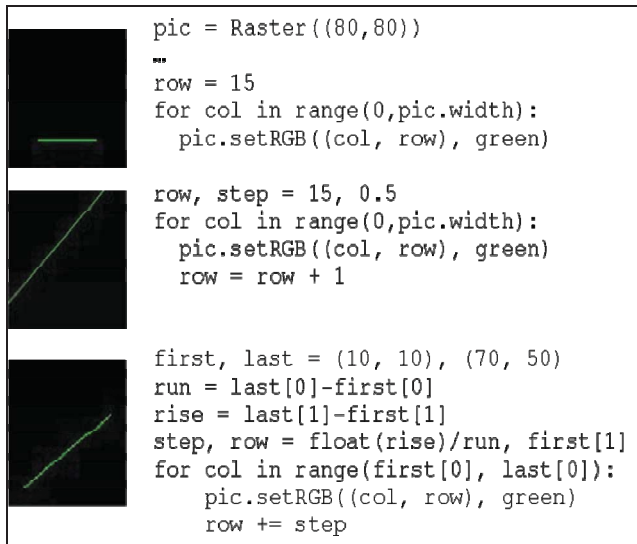 pic = Raster((80,80))
…
row = 15
for col in range(0,pic.width):
  pic.setRGB((col, row), green)
row, step = 15, 0.5
for col in range(0,pic.width):
  pic.setRGB((col, row), green)
  row = row + 1
first, last = (10, 10), (70, 50)
run = last[0]-first[0]
rise = last[1]-first[1]
step, row = float(rise)/run, first[1]
for col in range(first[0], last[0]):
    pic.setRGB((col, row), green)
    row += step